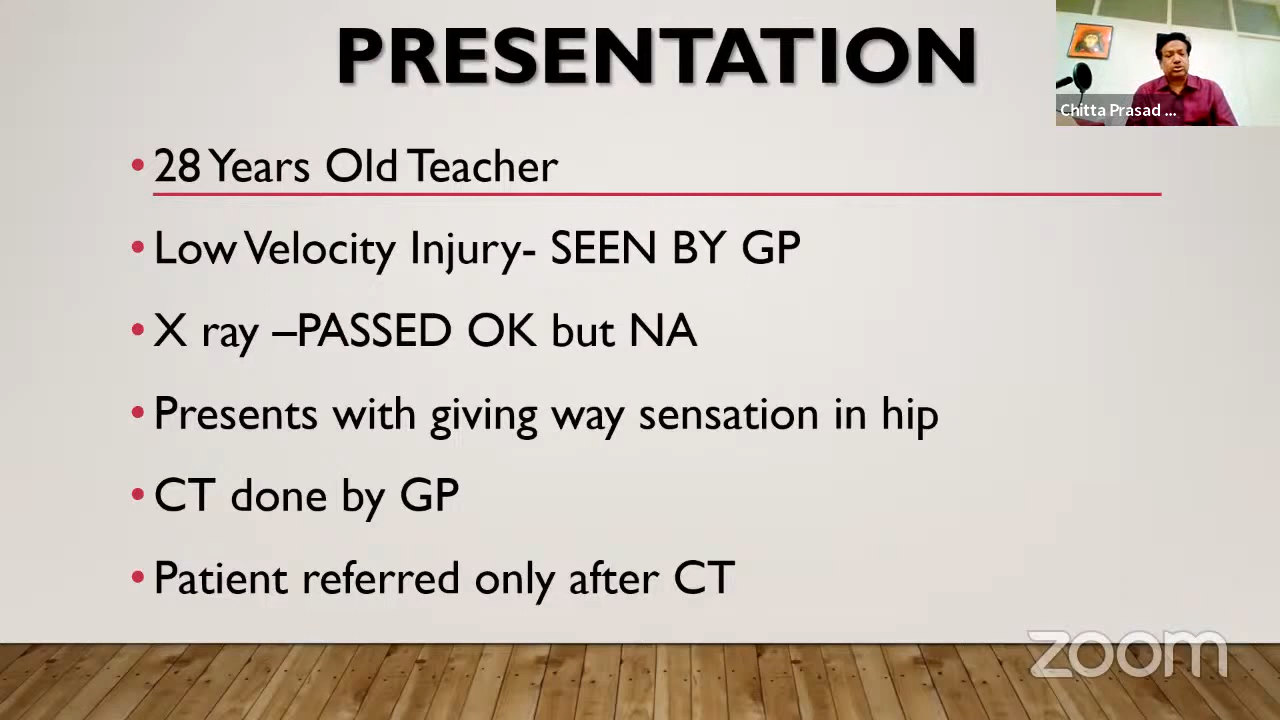 PRESENTATION
Chitta Prasad ...
• 28 Years Old Teacher
• Low Velocity Injury- SEEN BY GP
• X ray –PASSED OK but NA
• Presents with giving way sensation in hip
• CT done by GP
• Patient referred only after CT
zoom